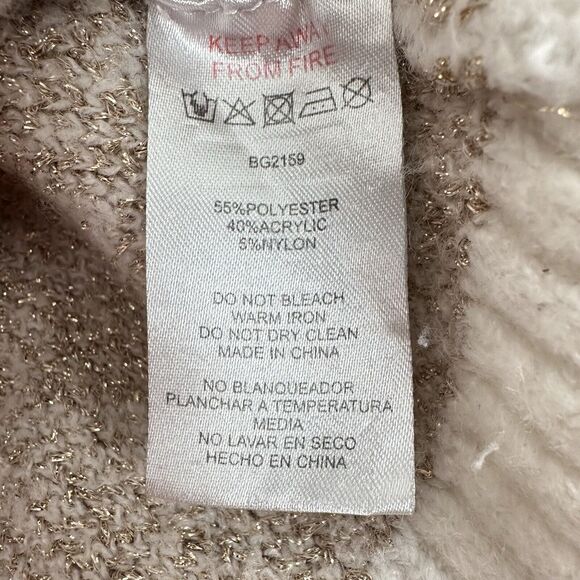 KEEP AWAY
FROM FIRE
BG2159
55%POLYESTER
40%ACRYLIC
5%NYLON
DO NOT BLEACH
WARM IRON
DO NOT DRY CLEAN
MADE IN CHINA
NO BLANQUEADOR
PLANCHAR A TEMPERATURA
MEDIA
NO LAVAR EN SECO
HECHO EN CHINA